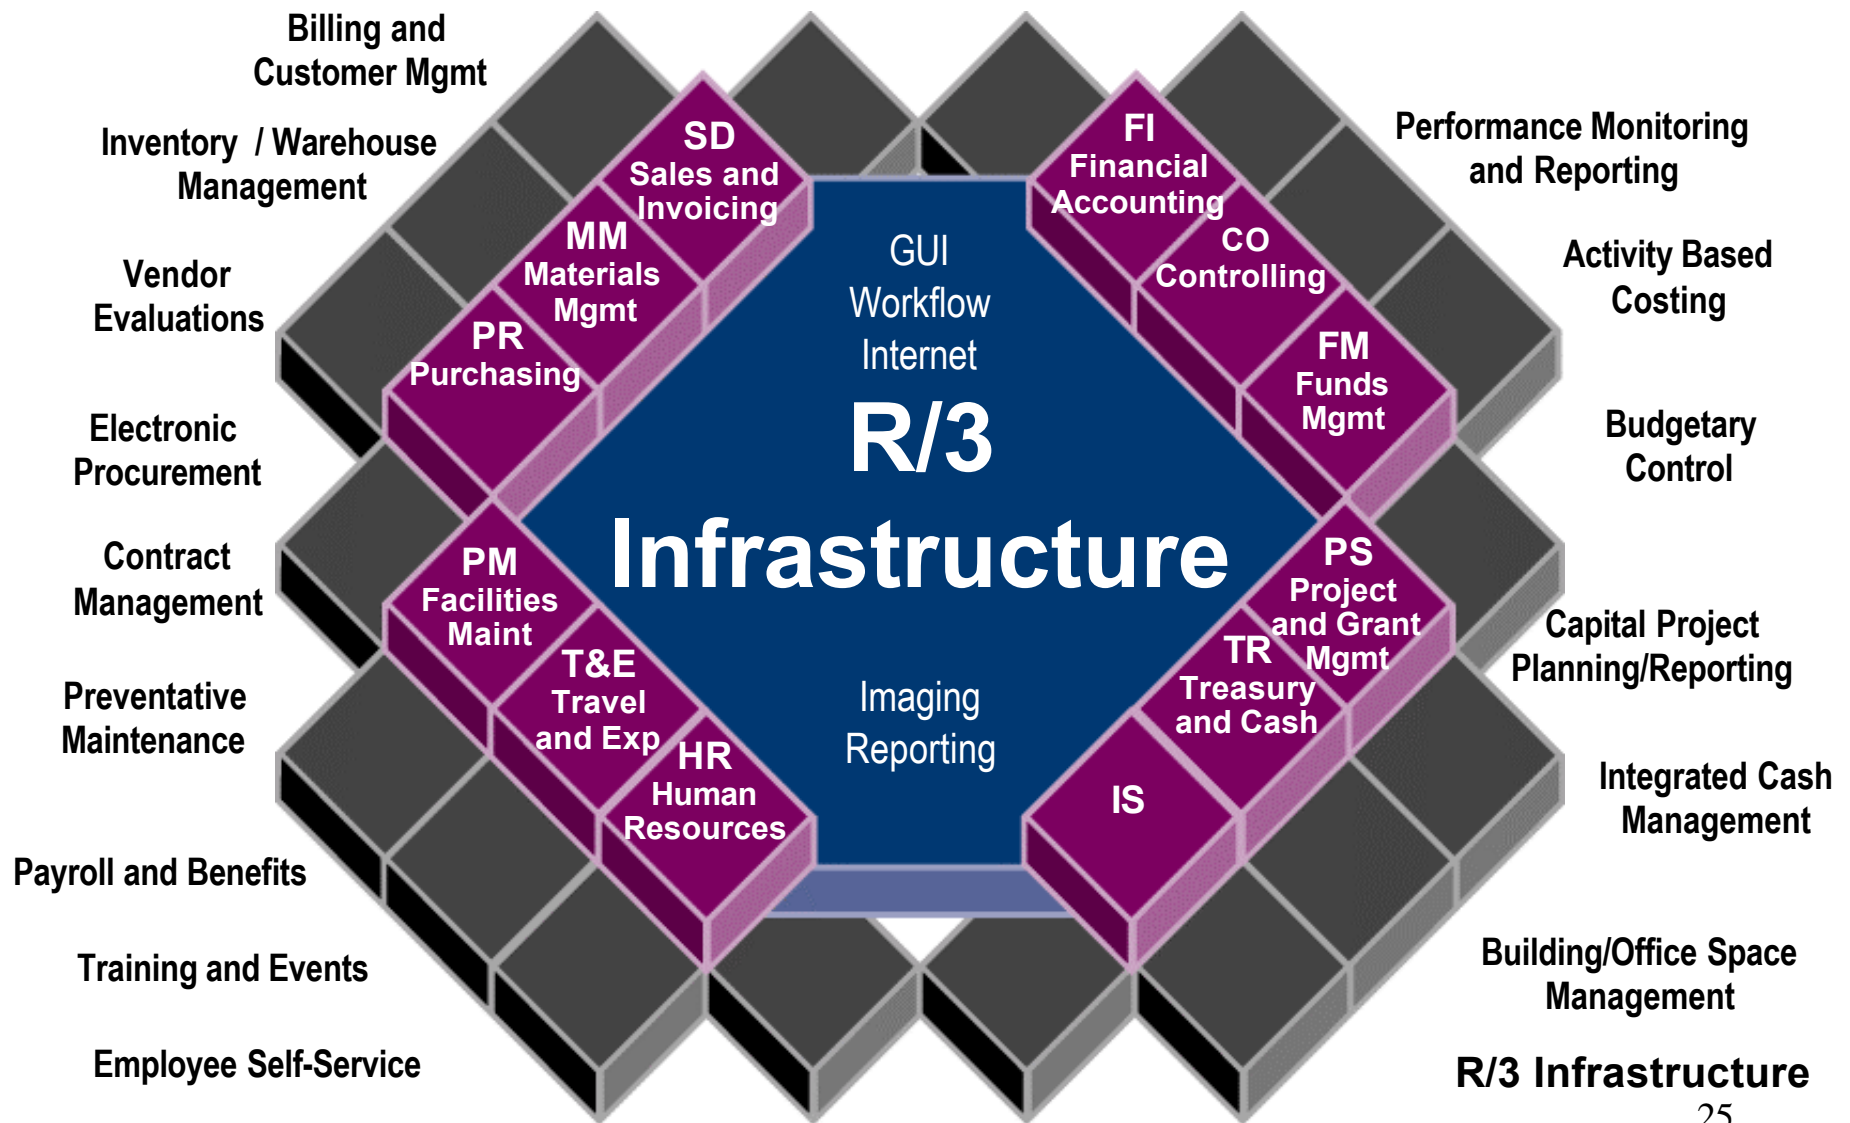 Billing and
Customer Mgmt
Inventory / Warehouse
Management
Vendor
Evaluations
Electronic
Procurement
Contract
Management
Preventative
Maintenance
Payroll and Benefits
Training and Events
Employee Self-Service
SD
Sales and
Invoicing
MM
Materials
Mgmt
PR
Purchasing
PM
Facilities
Maint
T&E
Travel
and Exp
HR
Human
Resources
GUI
Workflow
Internet
R/3
Infrastructure
Imaging
Reporting
FI
Financial
Accounting
CO
Controlling
FM
Funds
Mgmt
PS
Project
and Grant
Mgmt
TR
Treasury
and Cash
IS
Performance Monitoring
and Reporting
Activity Based
Costing
Budgetary
Control
Capital Project
Planning/Reporting
Integrated Cash
Management
Building/Office Space
Management
R/3 Infrastructure
25